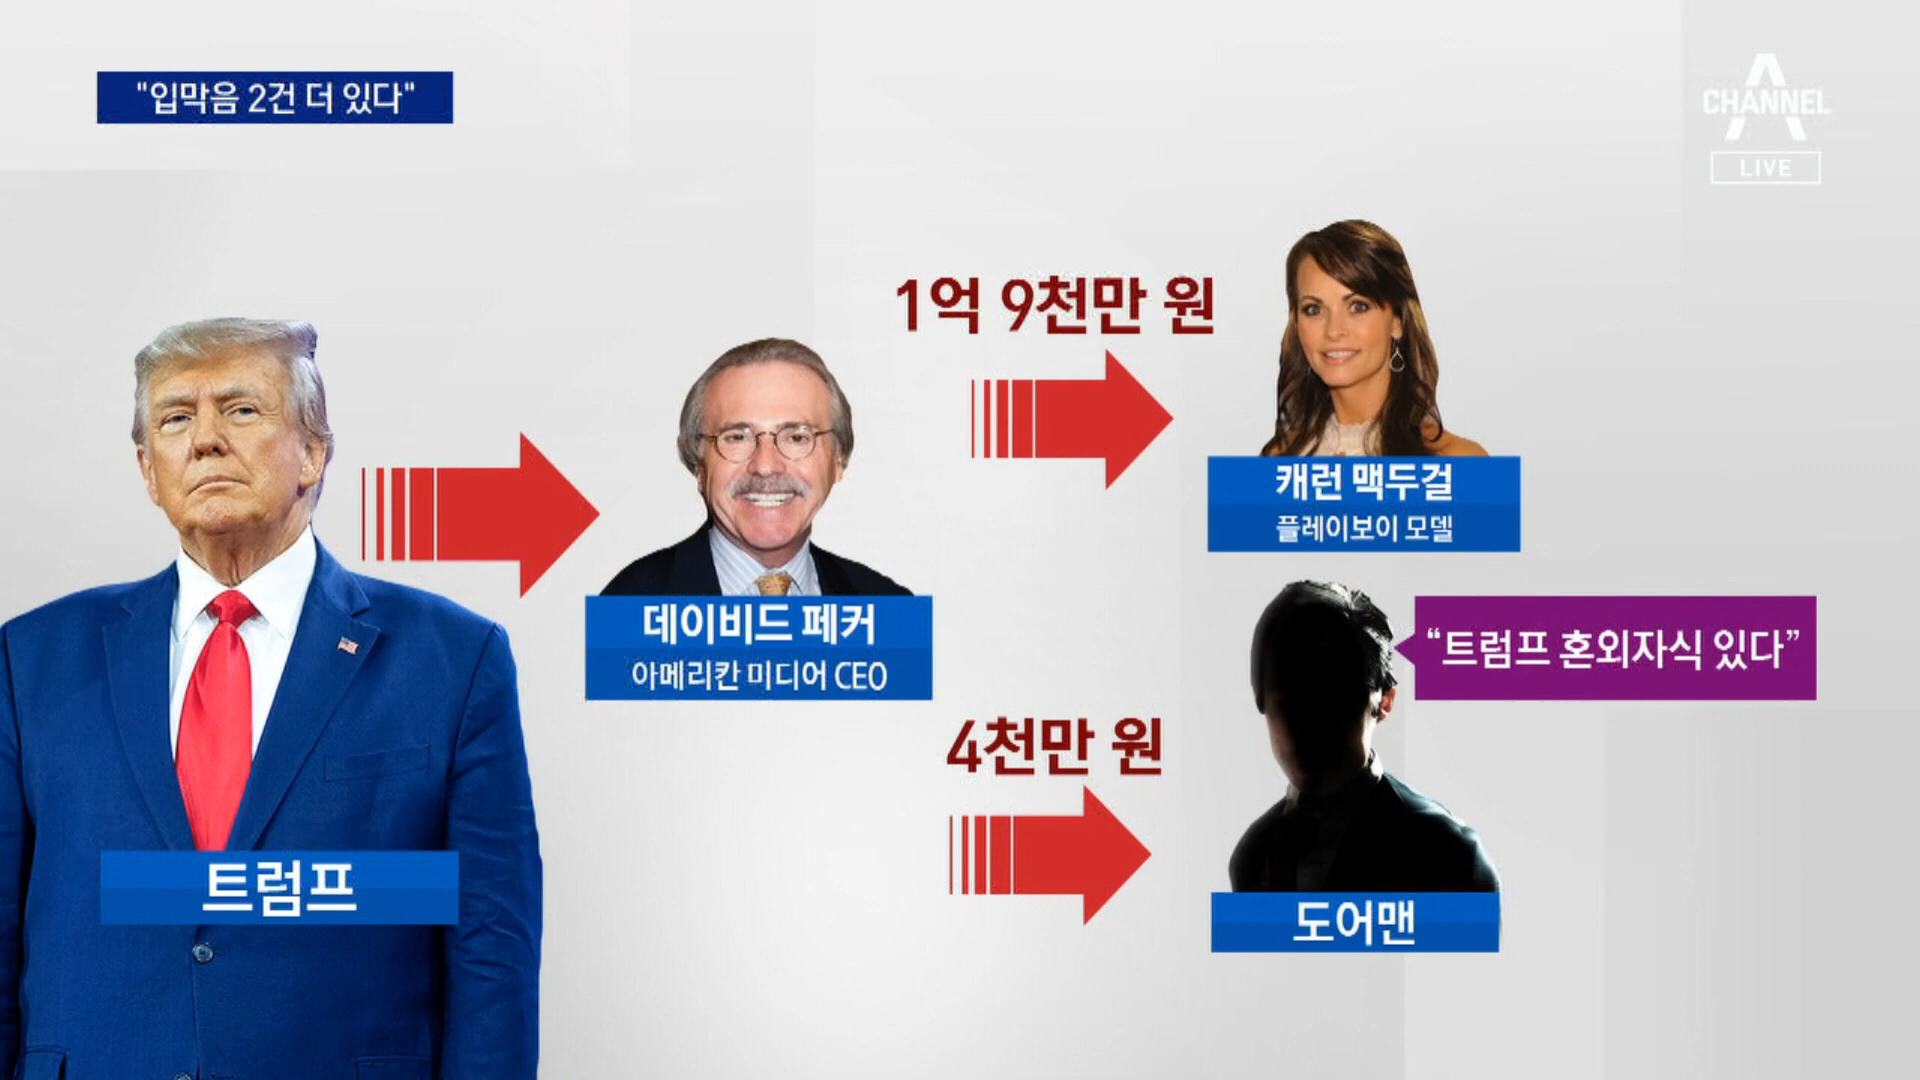 "입막음 2건 더 있다"
CHANNEL A
LIVE
1억 9천만 원
캐런 맥두걸
플레이보이 모델
데이비드 페커
아메리칸 미디어 CEO
"트럼프 혼외자식 있다"
4천만 원
트럼프
도어맨